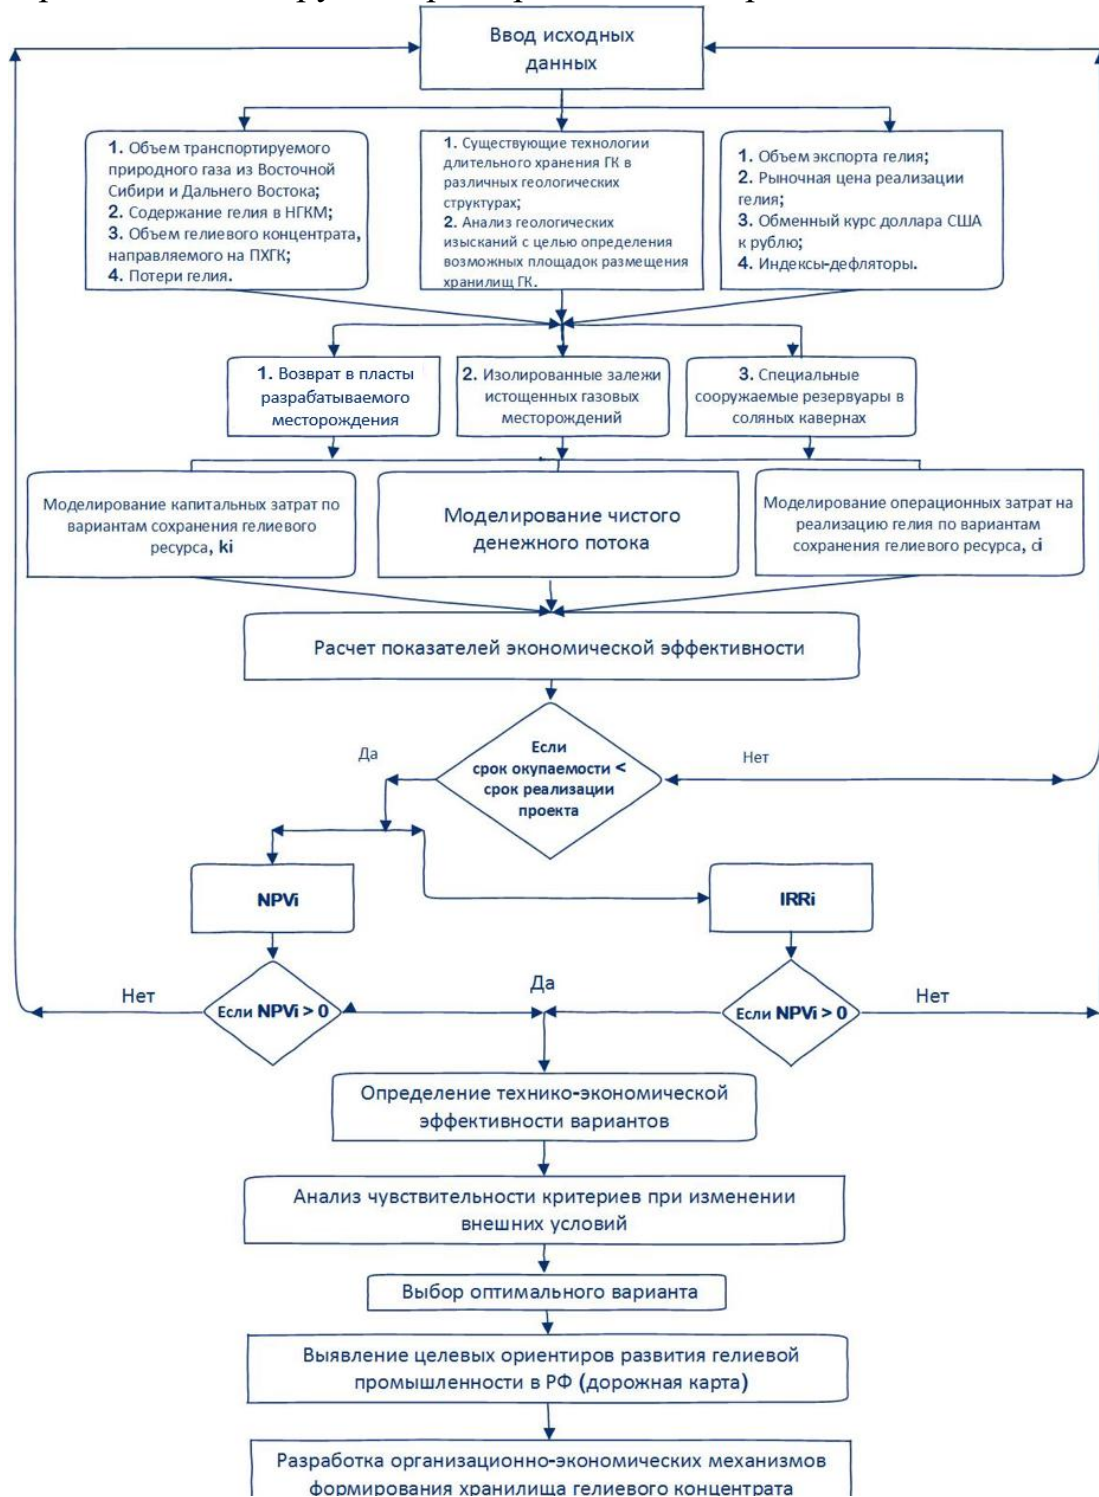 Ввод исходных
данных
1. Объем транспортируемого
природного газа из Восточной
Сибири и Дальнего Востока;
2. Содержание гелия в НГКМ;
3. Объем гелиевого концентрата,
направляемого на ПХГК;
4. Потери гелия.
1. Существующие технологии
длительного хранения ГК в
различных геологических
структурах;
2. Анализ геологических
изысканий с целью определения
возможных площадок размещения
хранилищ ГК.
1. Объем экспорта гелия;
2. Рыночная цена реализации
гелия;
3. Обменный курс доллара США
к рублю;
4. Индексы-дефляторы.
1. Возврат в пласты
разрабатываемого
месторождения
2. Изолированные залежи
истощенных газовых
месторождений
3. Специальные
сооружаемые резервуары в
соляных кавернах
Моделирование капитальных затрат по
вариантам сохранения гелиевого
ресурса, ki
Моделирование чистого
денежного потока
Моделирование операционных затрат на
реализацию гелия по вариантам
сохранения гелиевого ресурса, ci
Расчет показателей экономической эффективности
Если
срок окупаемости <
срок реализации
проекта
Да
Нет
NPVi
IRRi
Нет
Если NPVi > 0
Да
Если NPVi > 0
Нет
Определение технико-экономической
эффективности вариантов
Анализ чувствительности критериев при изменении
внешних условий
Выбор оптимального варианта
Выявление целевых ориентиров развития гелиевой
промышленности в РФ (дорожная карта)
Разработка организационно-экономических механизмов
формирования хранилища гелиевого концентрата